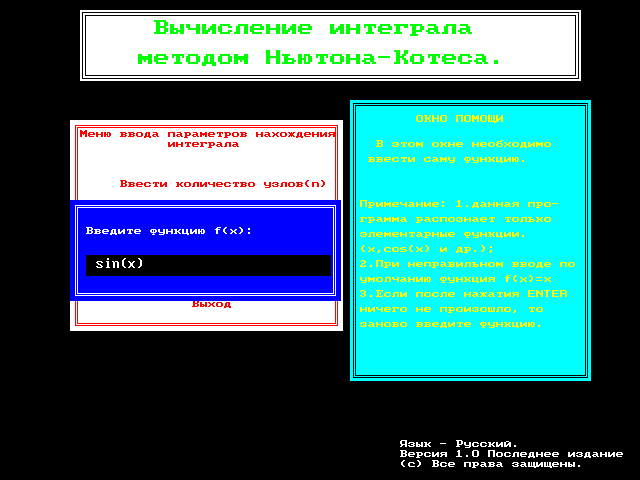 Вычисление интеграла
методом Ньютона-Котеса.
Меню ввода параметров нахождения
интеграла
Ввести количество узлов(n)
Введите функцию f(x):
sin(x)
Выход
ОКНО ПОМОЩИ
В этом окне необходимо
ввести саму функцию.
Примечание: 1.данная про-
грамма распознает только
элементарные функции.
(x,cos(x) и др.);
2.При неправильном вводе по
умолчанию функция f(x)=x
3.Если после нажатия ENTER
ничего не произошло, то
заново введите функцию.
Язык - Русский.
Версия 1.0 Последнее издание
(c) Все права защищены.